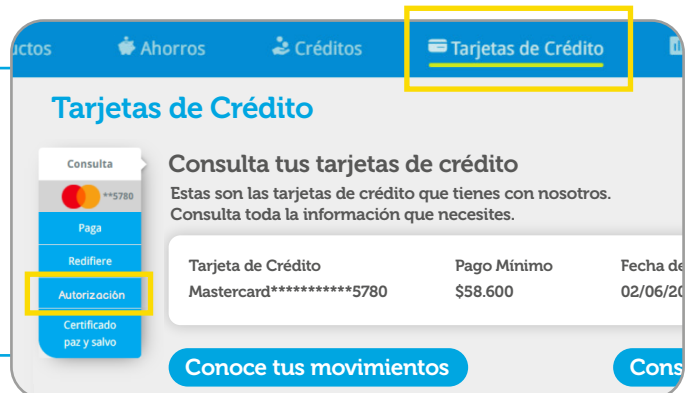 uctos Ahorros Créditos Tarjetas de Crédito
Tarjetas de Crédito
Consulta
**5780
Paga
Redifiere
Autorización
Certificado
paz y salvo
Consulta tus tarjetas de crédito
Estas son las tarjetas de crédito que tienes con nosotros.
Consulta toda la información que necesites.
Tarjeta de Crédito Pago Mínimo Fecha de
Mastercard***********5780 $58.600 02/06/20
Conoce tus movimientos Cons